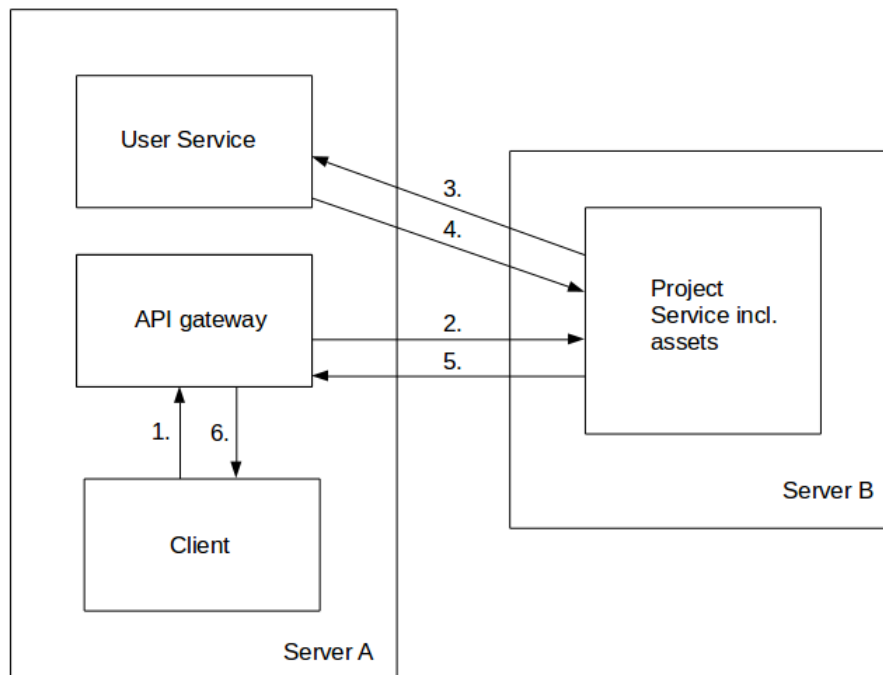 User Service
3.
4.
Project
Service incl.
assets
API gateway
2.
5.
1.
6.
Server B
Client
Server A